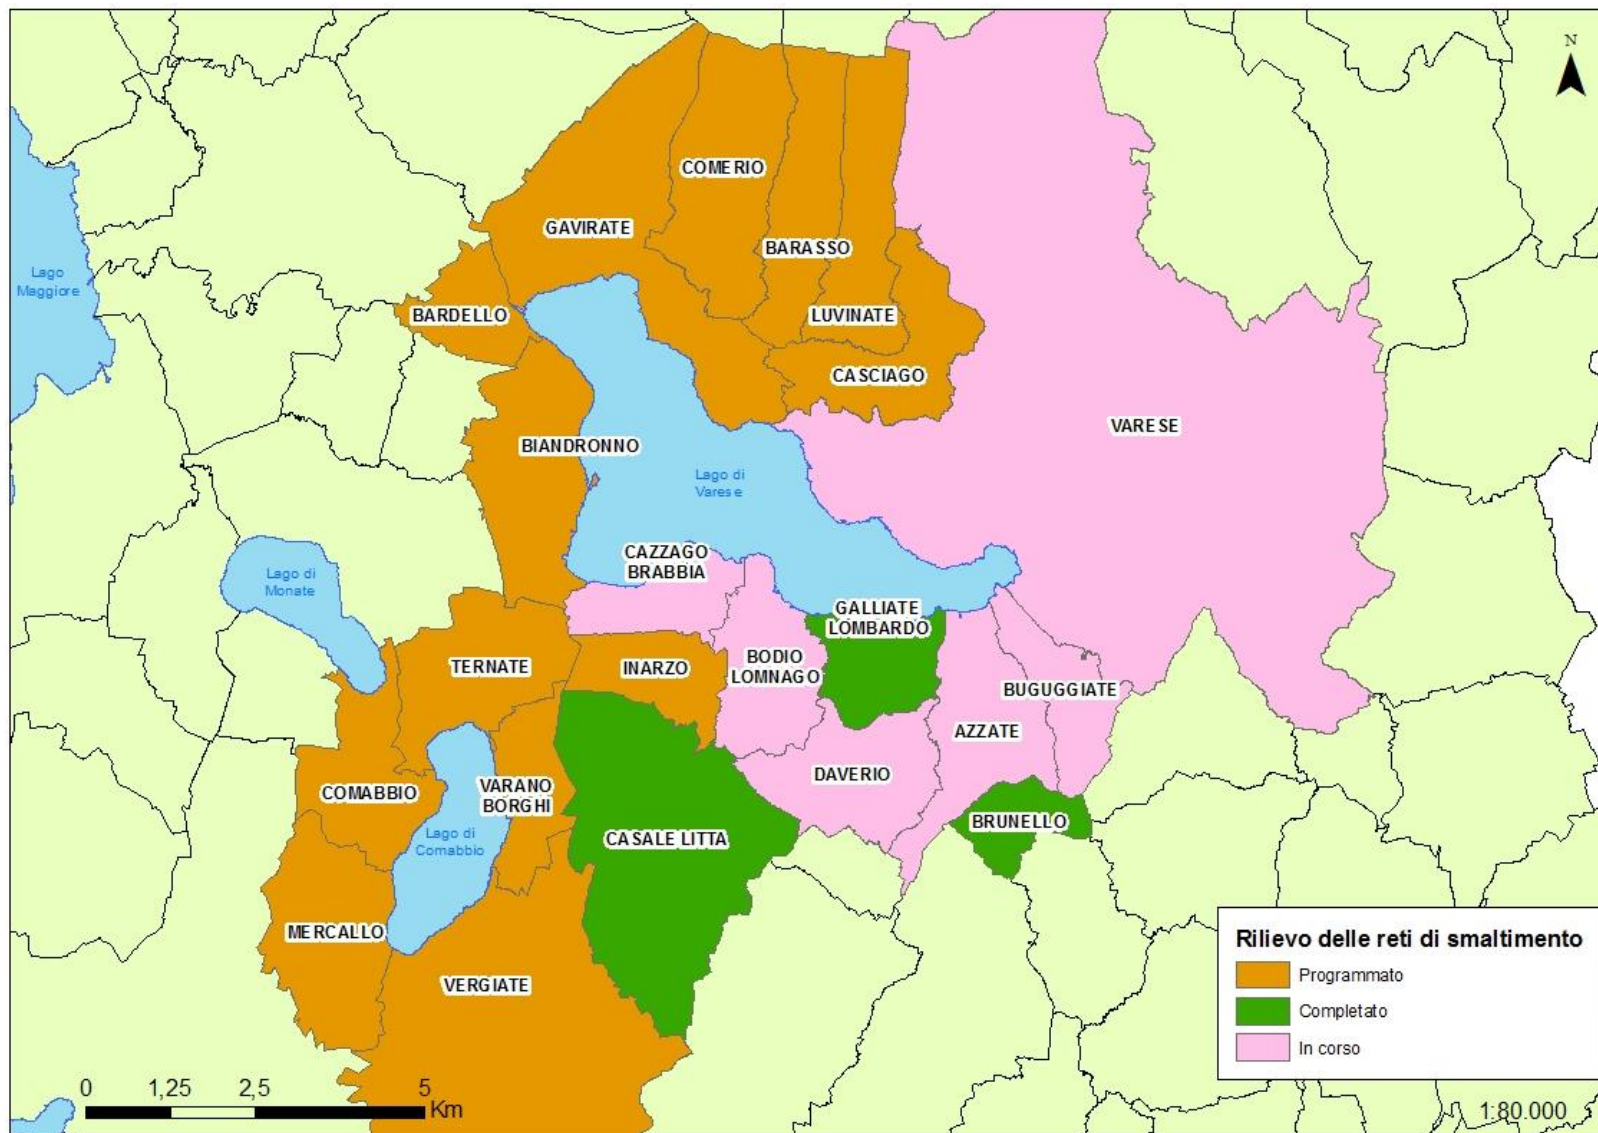 N
COMERIO
GAVIRATE
BARASSO
Lago
Maggiore
BARDELLO
LUVINATE
CASCIAGO
VARESE
BIANDRONNO
Lago di
Varese
CAZZAGO
BRABBIA
Lago di
Monate
GALLIATE
LOMBARDO
TERNATE
INARZO
BODIO
LOMNAGO
BUGUGGIATE
AZZATE
DAVERIO
COMABBIO
VARANO
BORGHI
BRUNELLO
Lago di
Comabbio
CASALE LITTA
MERCALLO
VERGIATE
Rilievo delle reti di smaltimento
Programmato
Completato
In corso
0 1,25 2,5 5
Km
1:80.000